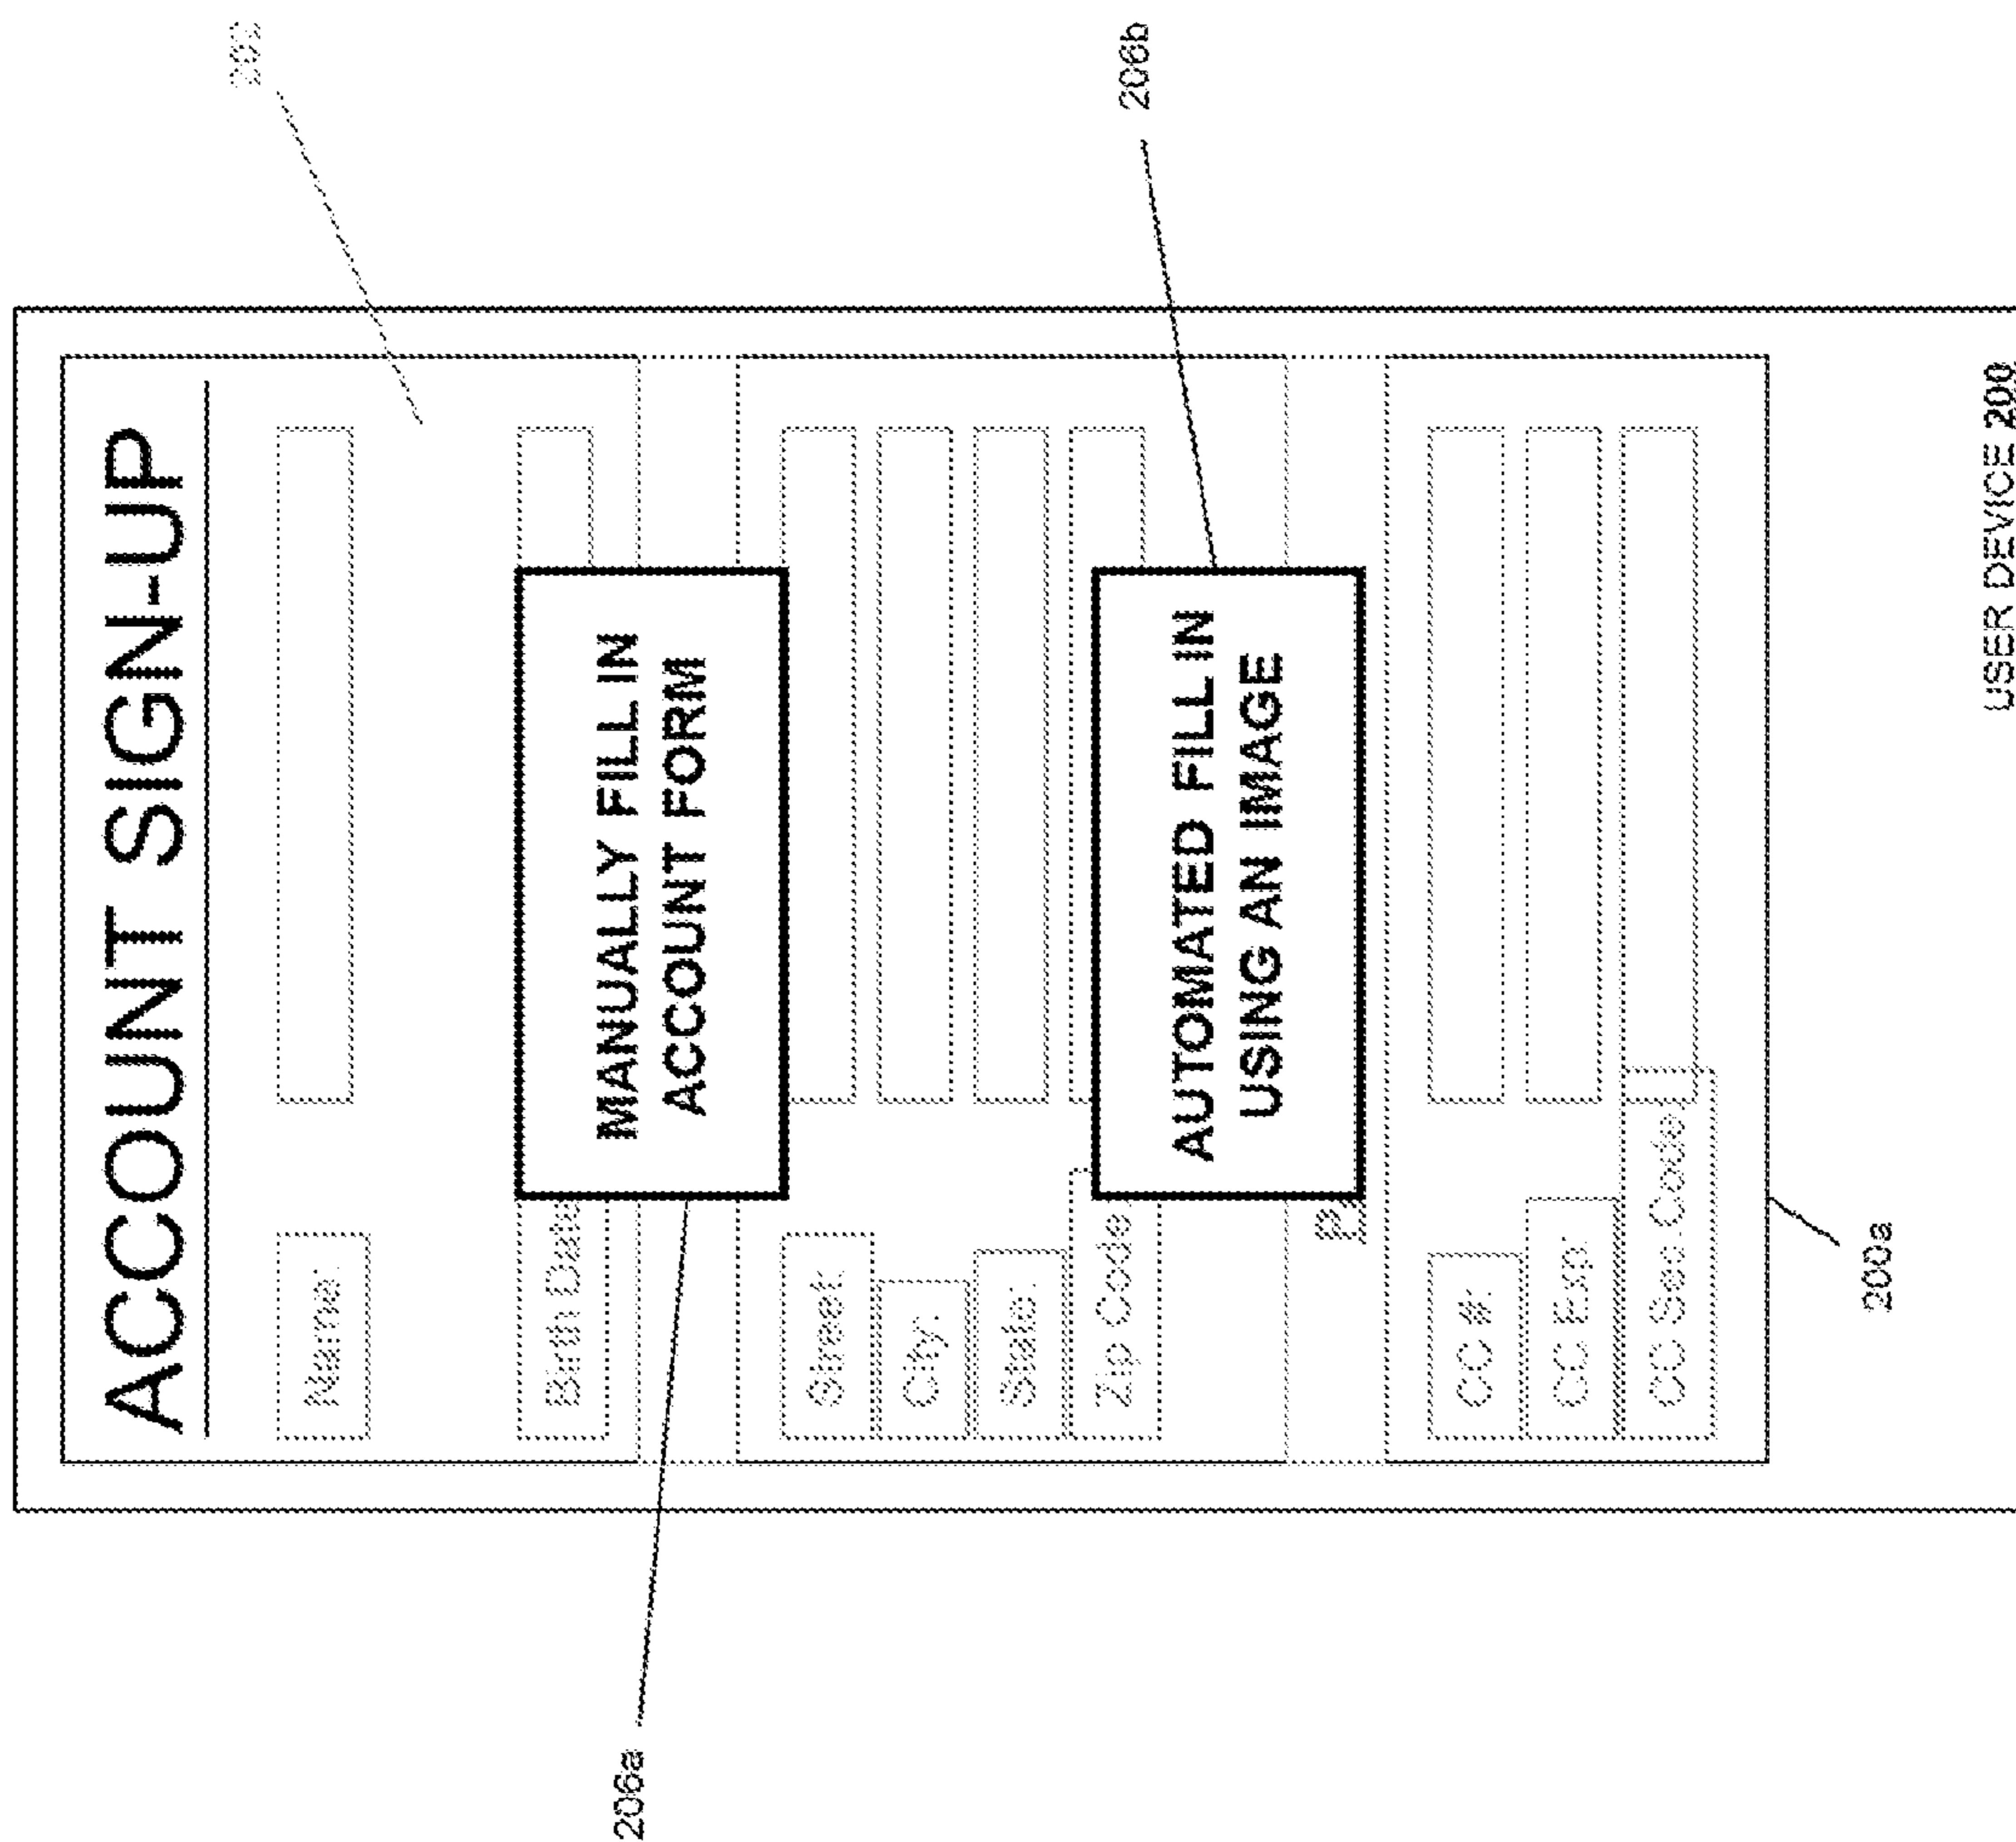 ACCOUNT SIGN-UP
Name:
Birth Date
MANUALLY FILL IN
ACCOUNT FORM
206a
Street:
City:
State:
Zip Code
AUTOMATED FILL IN
USING AN IMAGE
206b
CC #:
CC Exp:
CC Sec. Code
200a
USER DEVICE 200